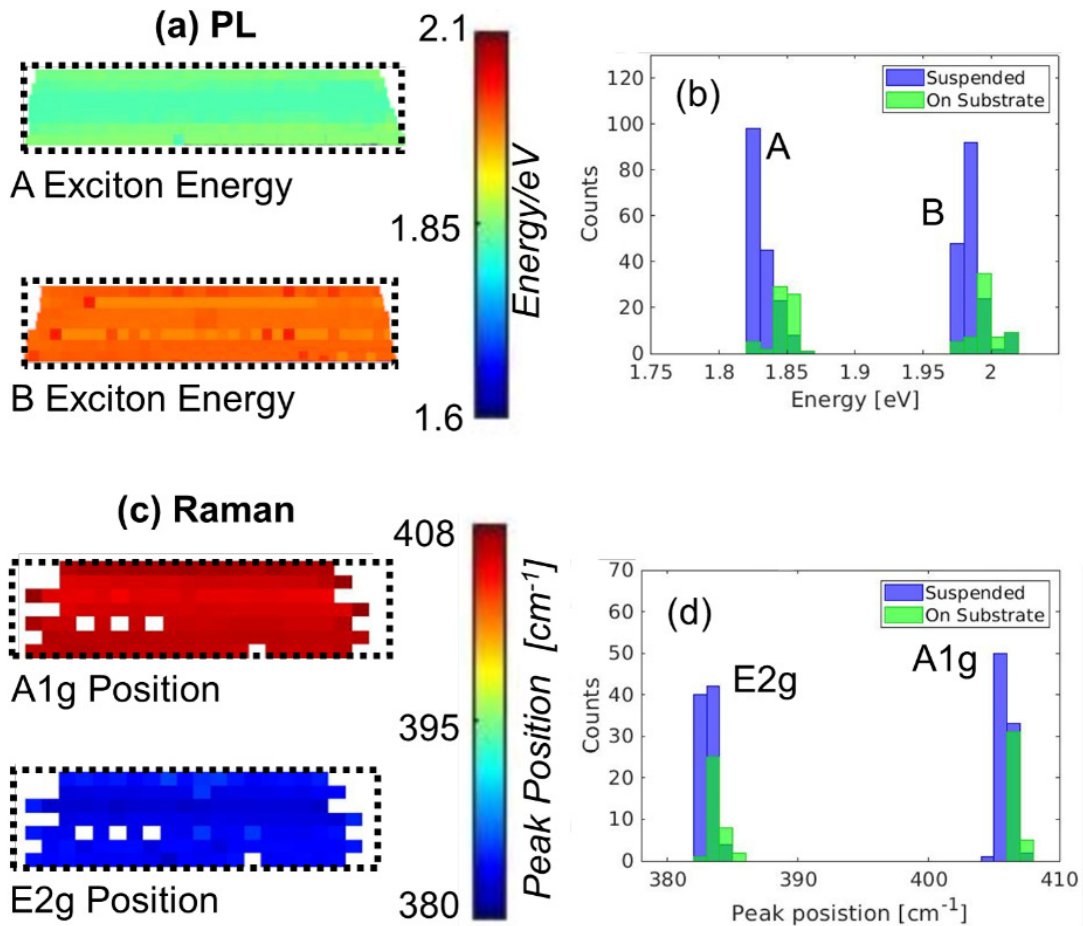 (a) PL
A Exciton Energy
B Exciton Energy
2.1
1.85
1.6
Energy/eV
(b)
Suspended
On Substrate
A
B
120
100
80
60
40
20
0
Counts
1.75 1.8 1.85 1.9 1.95 2
Energy [eV]
(c) Raman
A1g Position
E2g Position
408
395
380
Peak Position [cm-1]
(d)
Suspended
On Substrate
E2g
A1g
70
60
50
40
30
20
10
0
Counts
380 390 400 410
Peak posistion [cm-1]